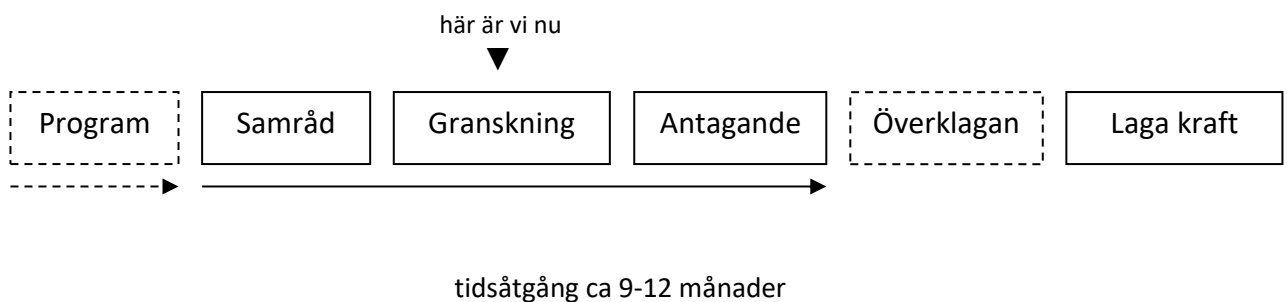 här är vi nu
Program Samråd Granskning Antagande Överklagan Laga kraft
tidsåtgång ca 9-12 månader